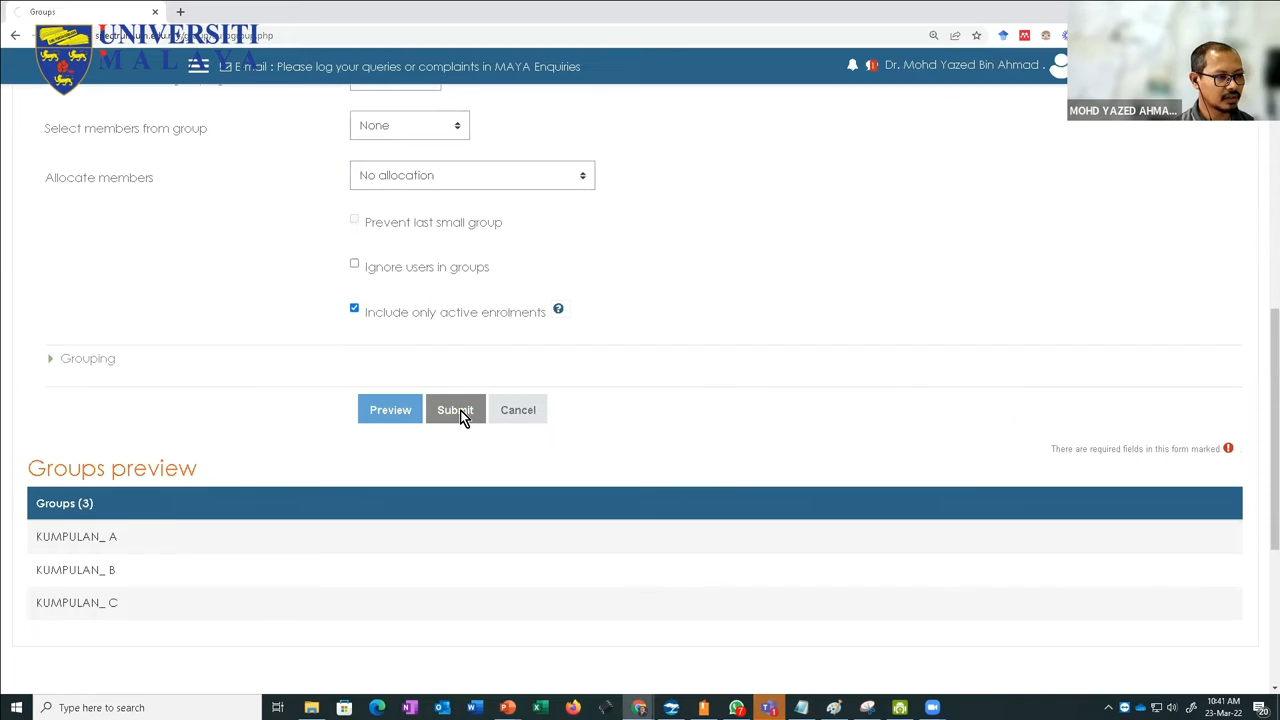 Groups
UNIVERSITI
MALAYA
E mail : Please log your queries or complaints in MAYA Enquiries
Dr. Mohd Yazed Bin Ahmad .
MOHD YAZED AHMA...
Select members from group
None
Allocate members
No allocation
Prevent last small group
Ignore users in groups
Include only active enrolments
Grouping
Preview
Submit
Cancel
There are required fields in this form marked
Groups preview
Groups (3)
KUMPULAN_ A
KUMPULAN_ B
KUMPULAN_ C
Type here to search
10:41 AM
23-Mar-22
20